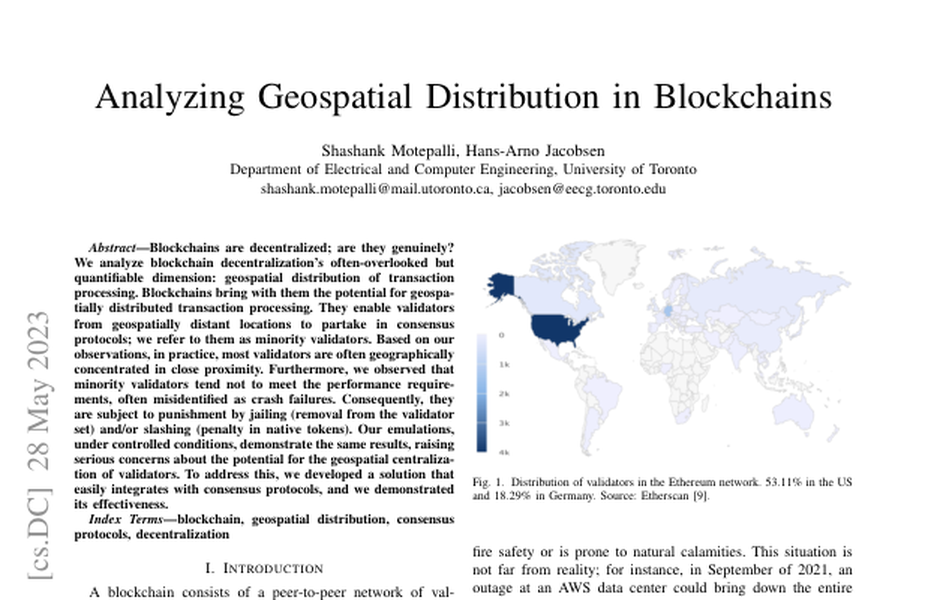 Analyzing Geospatial Distribution in Blockchains
Shashank Motepalli, Hans-Arno Jacobsen
Department of Electrical and Computer Engineering, University of Toronto
shashank.motepalli@mail.utoronto.ca, jacobsen@eecg.toronto.edu
[cs.DC] 28 May 2023
Abstract—Blockchains are decentralized; are they genuinely?
We analyze blockchain decentralization's often-overlooked but
quantifiable dimension: geospatial distribution of transaction
processing. Blockchains bring with them the potential for geospa-
tially distributed transaction processing. They enable validators
from geospatially distant locations to partake in consensus
protocols; we refer to them as minority validators. Based on our
observations, in practice, most validators are often geographically
concentrated in close proximity. Furthermore, we observed that
minority validators tend not to meet the performance require-
ments, often misidentified as crash failures. Consequently, they
are subject to punishment by jailing (removal from the validator
set) and/or slashing (penalty in native tokens). Our emulations,
under controlled conditions, demonstrate the same results, raising
serious concerns about the potential for the geospatial centraliza-
tion of validators. To address this, we developed a solution that
easily integrates with consensus protocols, and we demonstrated
its effectiveness.
Index Terms—blockchain, geospatial distribution, consensus
protocols, decentralization
I. INTRODUCTION
A blockchain consists of a peer-to-peer network of val-
0
1k
2k
3k
4k
Fig. 1. Distribution of validators in the Ethereum network. 53.11% in the US
and 18.29% in Germany. Source: Etherscan [9].
fire safety or is prone to natural calamities. This situation is
not far from reality; for instance, in September of 2021, an
outage at an AWS data center could bring down the entire